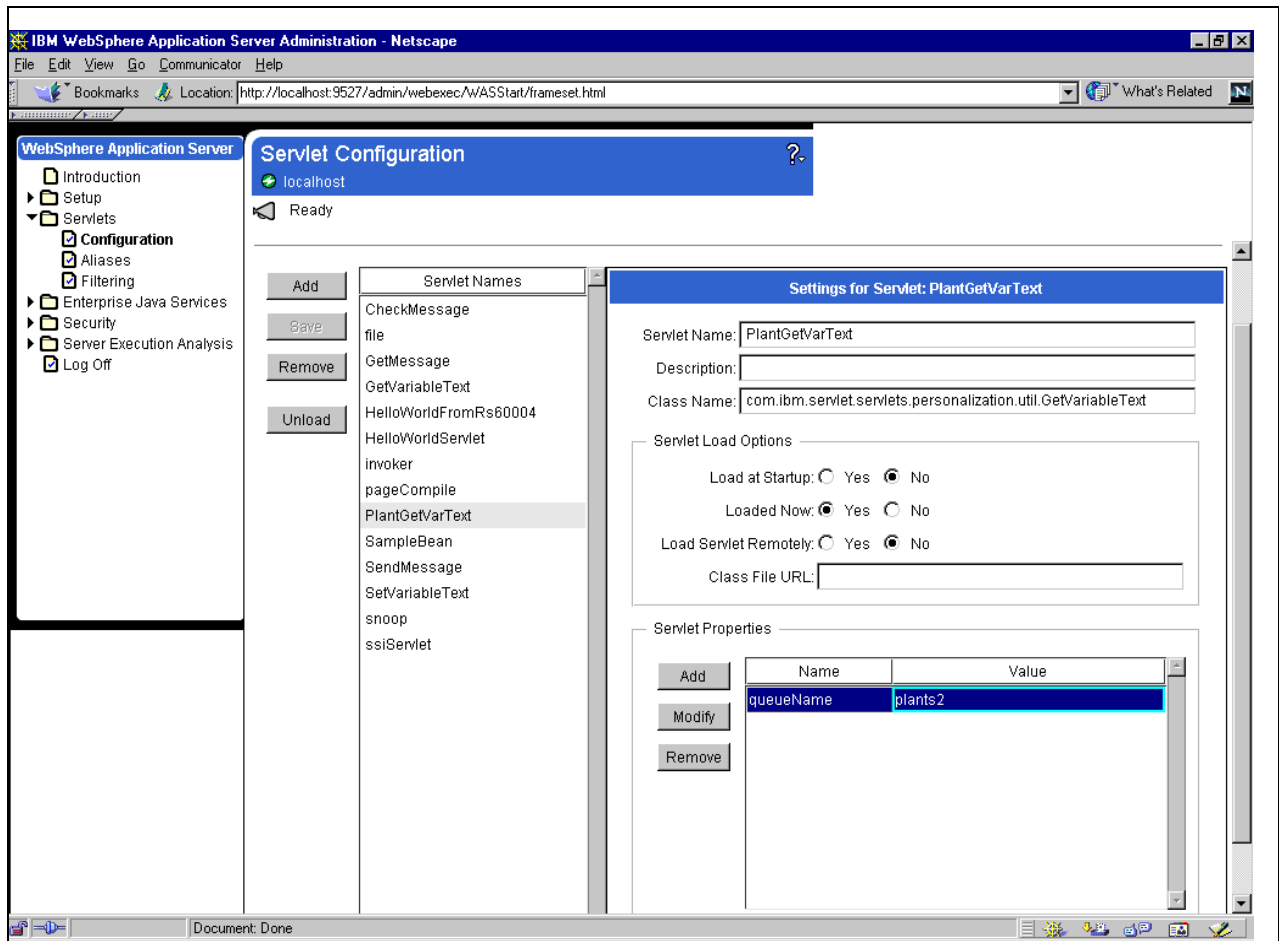 IBM WebSphere Application Server Administration - Netscape
File Edit View Go Communicator Help
Bookmarks Location: http://localhost:9527/admin/webexec/WASStart/frameset.html What's Related N
WebSphere Application Server
Introduction
Setup
Servlets
Configuration
Aliases
Filtering
Enterprise Java Services
Security
Server Execution Analysis
Log Off
Servlet Configuration ?
localhost
Ready
Add
Save
Remove
Unload
Servlet Names
CheckMessage
file
GetMessage
GetVariableText
HelloWorldFromRs60004
HelloWorldServlet
invoker
pageCompile
PlantGetVarText
SampleBean
SendMessage
SetVariableText
snoop
ssiServlet
Settings for Servlet: PlantGetVarText
Servlet Name: PlantGetVarText
Description:
Class Name: com.ibm.servlet.servlets.personalization.util.GetVariableText
Servlet Load Options
Load at Startup: Yes No
Loaded Now: Yes No
Load Servlet Remotely: Yes No
Class File URL:
Servlet Properties
Add
Modify
Remove
Name Value
queueName plants2
Document: Done